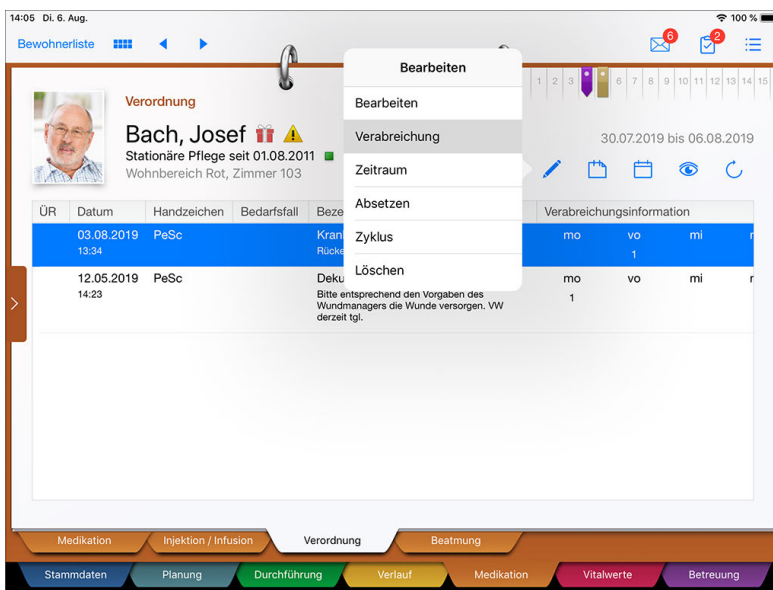 14:05 Di. 6. Aug. 100 %
Bewohnerliste 6 2
Bearbeiten
1 2 3 6 7 8 9 10 11 12 13 14 15
Verordnung
Bearbeiten
Bach, Josef
Verabreichung
30.07.2019 bis 06.08.2019
Stationäre Pflege seit 01.08.2011
Wohnbereich Rot, Zimmer 103
Zeitraum
Absetzen
ÜR Datum Handzeichen Bedarfsfall Beze Verabreichungsinformation
03.08.2019 PeSc Kran Zyklus mo vo mi
13:34 Rücke 1
Löschen
12.05.2019 PeSc Deku mo vo mi
14:23 Bitte entsprechend den Vorgaben des 1
Wundmanagers die Wunde versorgen. VW
derzeit tgl.
Medikation Injektion / Infusion Verordnung Beatmung
Stammdaten Planung Durchführung Verlauf Medikation Vitalwerte Betreuung